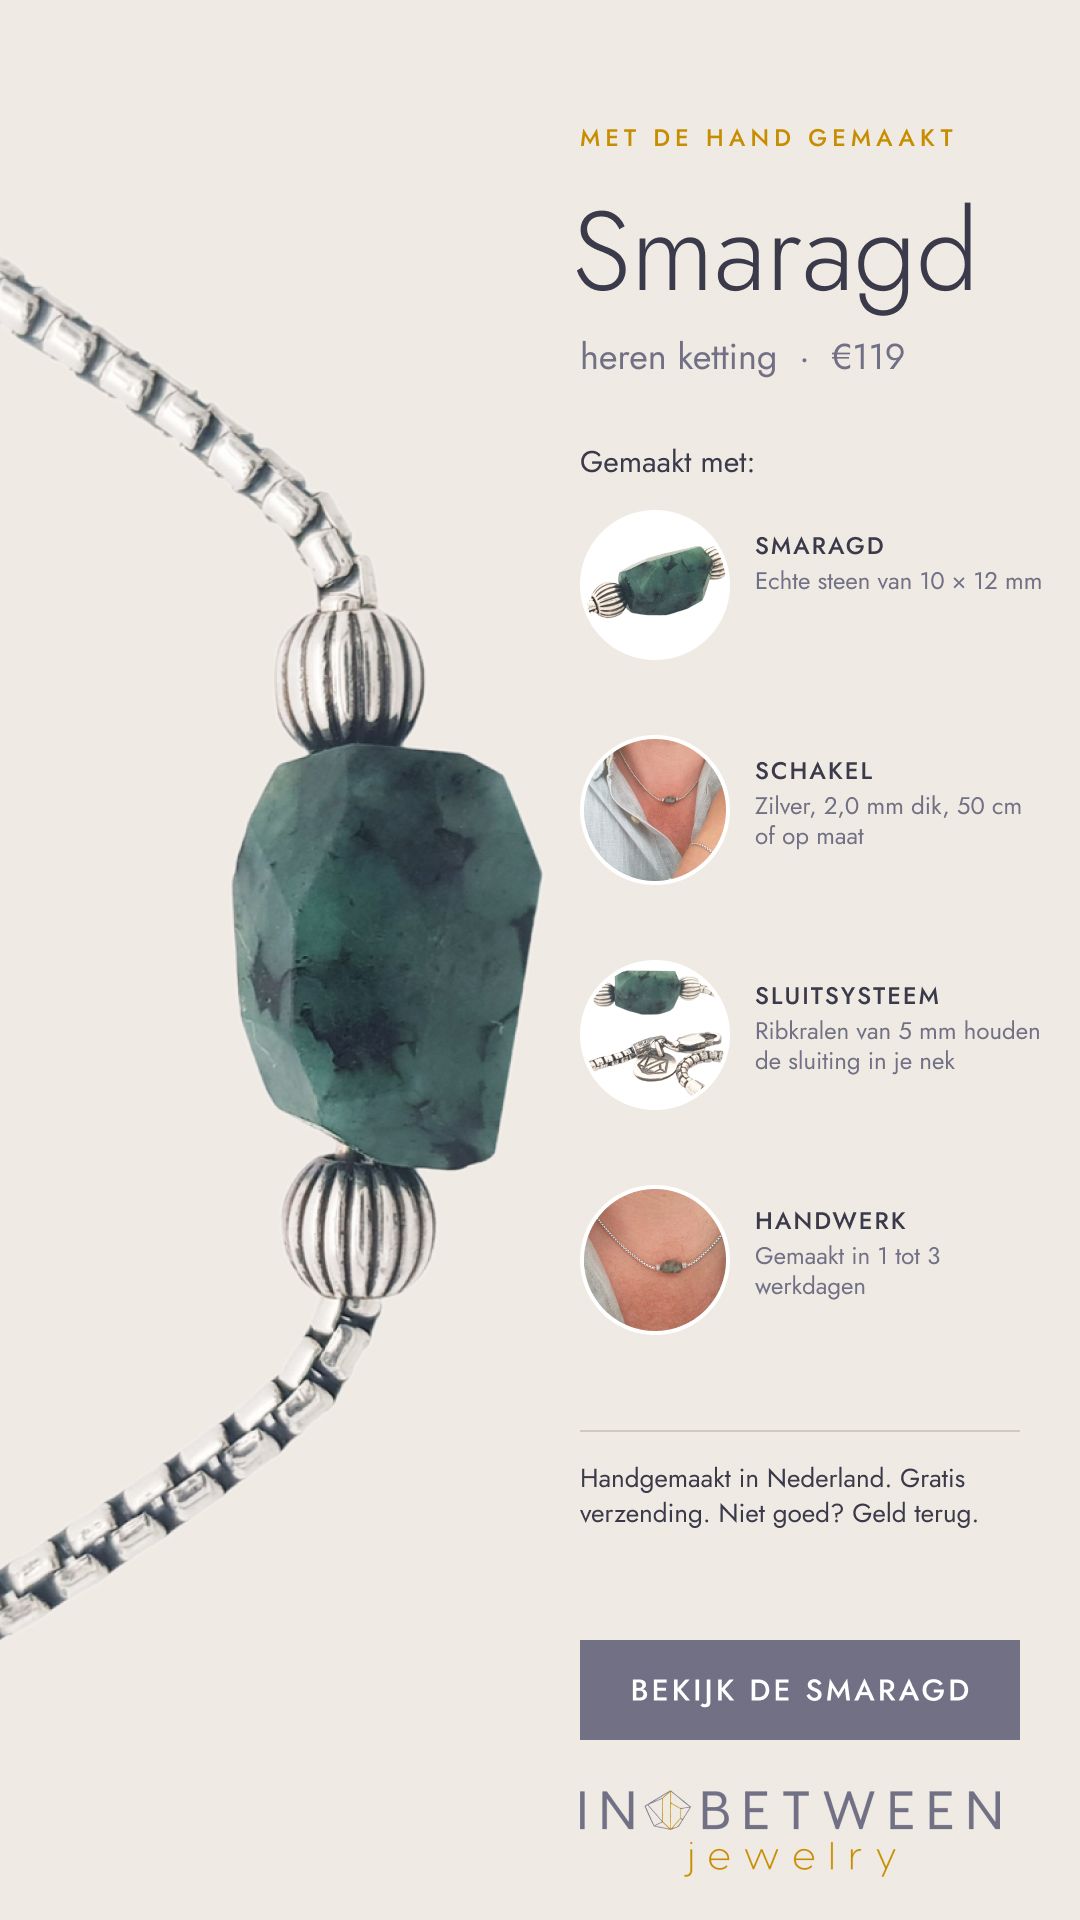 MET DE HAND GEMAAKT
Smaragd
heren ketting · €119
Gemaakt met:
SMARAGD
Echte steen van 10 × 12 mm
SCHAKEL
Zilver, 2,0 mm dik, 50 cm
of op maat
SLUITSYSTEEM
Ribkralen van 5 mm houden
de sluiting in je nek
HANDWERK
Gemaakt in 1 tot 3
werkdagen
Handgemaakt in Nederland. Gratis
verzending. Niet goed? Geld terug.
BEKIJK DE SMARAGD
IN BETWEEN
jewelry